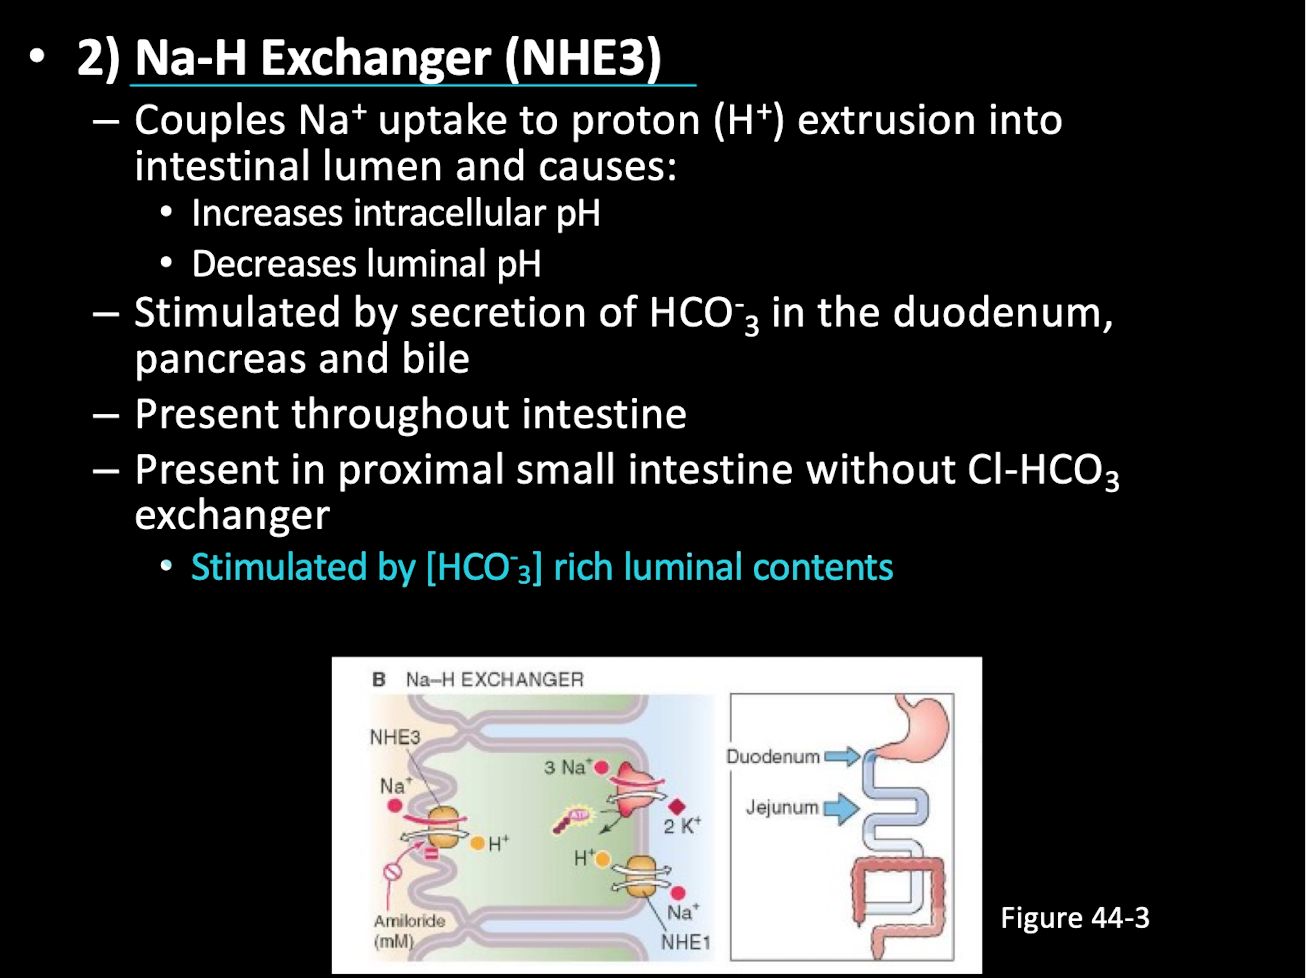 • 2) Na-H Exchanger (NHE3)
– Couples Na⁺ uptake to proton (H⁺) extrusion into
intestinal lumen and causes:
• Increases intracellular pH
• Decreases luminal pH
– Stimulated by secretion of HCO⁻₃ in the duodenum,
pancreas and bile
– Present throughout intestine
– Present in proximal small intestine without Cl-HCO₃
exchanger
• Stimulated by [HCO⁻₃] rich luminal contents
B Na–H EXCHANGER
NHE3
Na⁺
H⁺
Amiloride
(mM)
3 Na⁺
ATP
2 K⁺
H⁺
Na⁺
NHE1
Duodenum
Jejunum
Figure 44-3